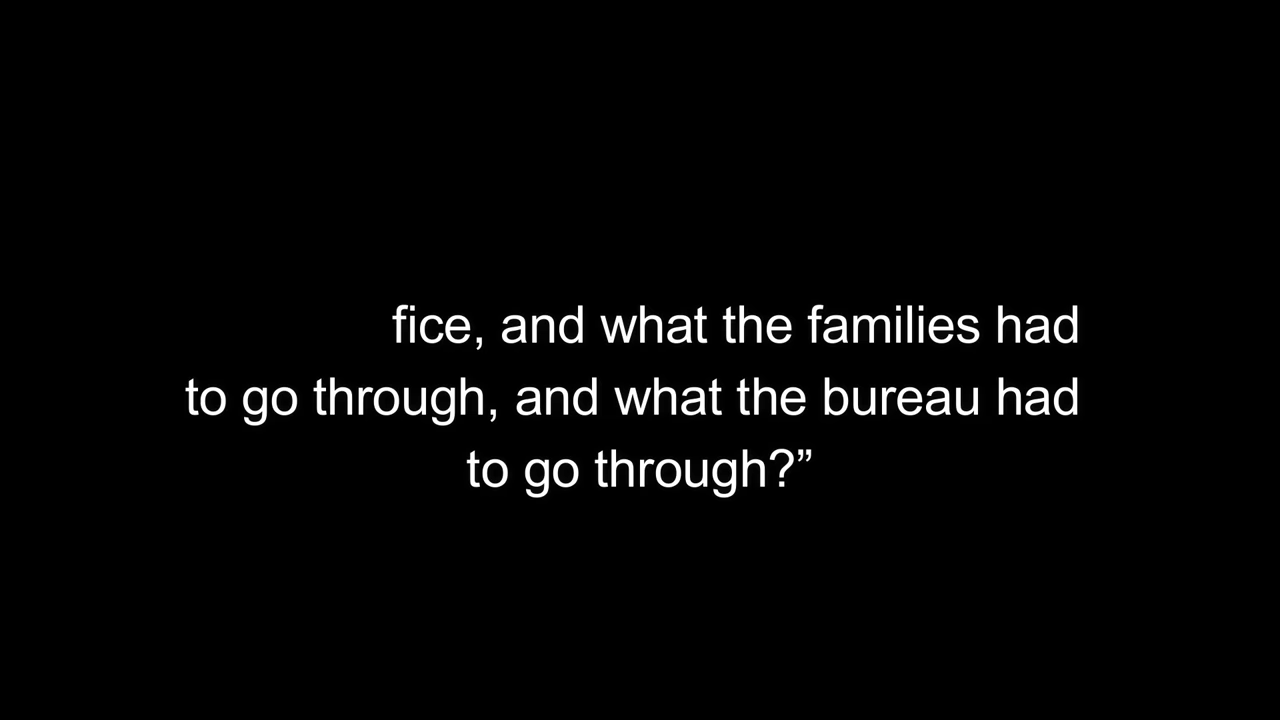 fice, and what the families had
to go through, and what the bureau had
to go through?”